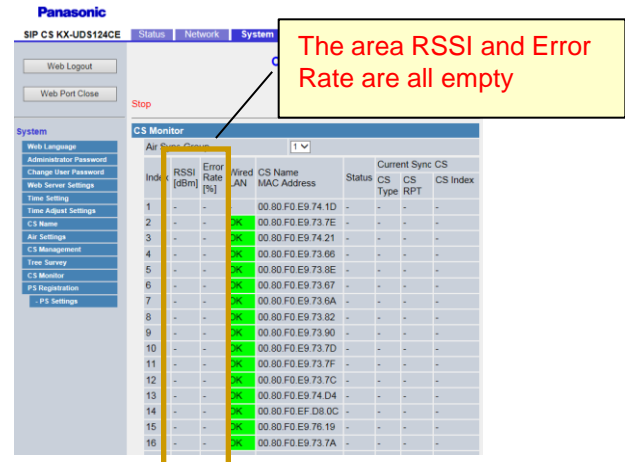 Panasonic
SIP CS KX-UDS124CE
Status Network System
The area RSSI and Error
Rate are all empty
Web Logout
Web Port Close
Stop
System
Web Language
Administrator Password
Change User Password
Web Server Settings
Time Setting
Time Adjust Settings
CS Name
Air Settings
CS Management
Tree Survey
CS Monitor
PS Registration
- PS Settings
CS Monitor
Air Sync Group 1
Index RSSI [dBm] Error Rate [%] Wired LAN CS Name MAC Address Status Current Sync CS
CS Type CS RPT CS Index
1 - - - 00.80.F0.E9.74.1D - - - -
2 - - OK 00.80.F0.E9.73.7E - - - -
3 - - OK 00.80.F0.E9.74.21 - - - -
4 - - OK 00.80.F0.E9.73.66 - - - -
5 - - OK 00.80.F0.E9.73.8E - - - -
6 - - OK 00.80.F0.E9.73.67 - - - -
7 - - OK 00.80.F0.E9.73.6A - - - -
8 - - OK 00.80.F0.E9.73.82 - - - -
9 - - OK 00.80.F0.E9.73.90 - - - -
10 - - OK 00.80.F0.E9.73.7D - - - -
11 - - OK 00.80.F0.E9.73.7F - - - -
12 - - OK 00.80.F0.E9.73.7C - - - -
13 - - OK 00.80.F0.E9.74.D4 - - - -
14 - - OK 00.80.F0.EF.D8.0C - - - -
15 - - OK 00.80.F0.E9.76.19 - - - -
16 - - OK 00.80.F0.E9.73.7A - - - -